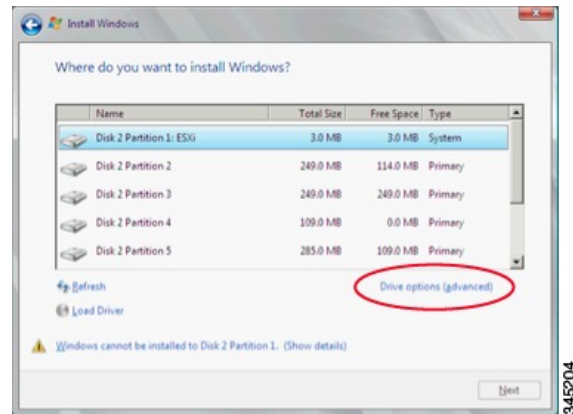 Install Windows
Where do you want to install Windows?
Name Total Size Free Space Type
Disk 2 Partition 1: ESXi 3.0 MB 3.0 MB System
Disk 2 Partition 2 249.0 MB 114.0 MB Primary
Disk 2 Partition 3 249.0 MB 249.0 MB Primary
Disk 2 Partition 4 109.0 MB 0.0 MB Primary
Disk 2 Partition 5 285.0 MB 109.0 MB Primary
Refresh Drive options (advanced)
Load Driver
Windows cannot be installed to Disk 2 Partition 1. (Show details)
Next
345204